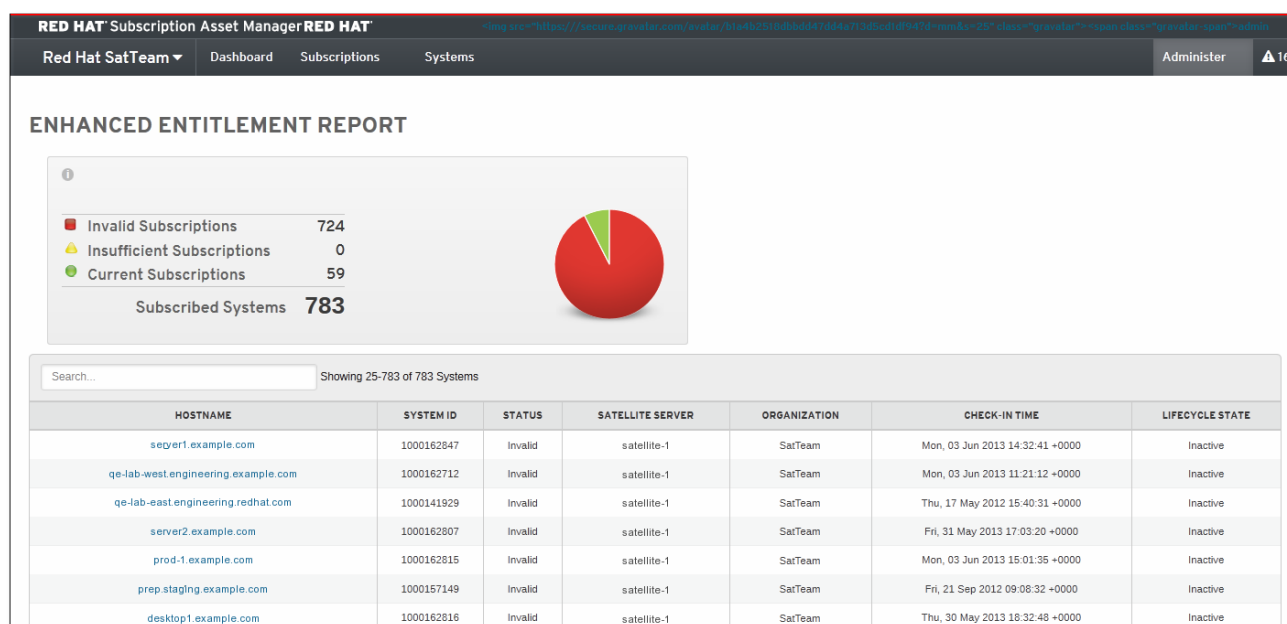 RED HAT Subscription Asset Manager RED HAT
Red Hat SatTeam Dashboard Subscriptions Systems Administer 16
ENHANCED ENTITLEMENT REPORT
Invalid Subscriptions 724
Insufficient Subscriptions 0
Current Subscriptions 59
Subscribed Systems 783
Search... Showing 25-783 of 783 Systems
HOSTNAME SYSTEM ID STATUS SATELLITE SERVER ORGANIZATION CHECK-IN TIME LIFECYCLE STATE
server1.example.com 1000162847 Invalid satellite-1 SatTeam Mon, 03 Jun 2013 14:32:41 +0000 Inactive
qe-lab-west.engineering.example.com 1000162712 Invalid satellite-1 SatTeam Mon, 03 Jun 2013 11:21:12 +0000 Inactive
qe-lab-east.engineering.redhat.com 1000141929 Invalid satellite-1 SatTeam Thu, 17 May 2012 15:40:31 +0000 Inactive
server2.example.com 1000162807 Invalid satellite-1 SatTeam Fri, 31 May 2013 17:03:20 +0000 Inactive
prod-1.example.com 1000162815 Invalid satellite-1 SatTeam Mon, 03 Jun 2013 15:01:35 +0000 Inactive
prep.stag1ng.example.com 1000157149 Invalid satellite-1 SatTeam Fri, 21 Sep 2012 09:08:32 +0000 Inactive
desktop1.example.com 1000162816 Invalid satellite-1 SatTeam Thu, 30 May 2013 18:32:48 +0000 Inactive